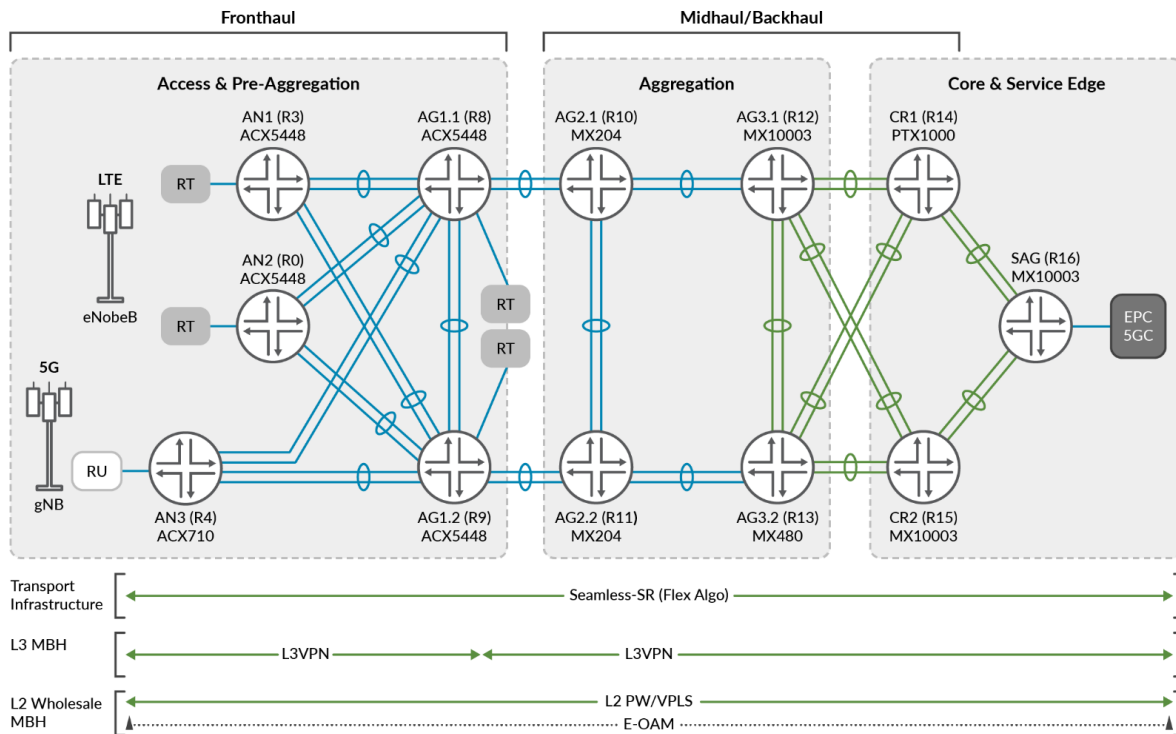 Fronthaul
Midhaul/Backhaul
Access & Pre-Aggregation
Aggregation
Core & Service Edge
AN1 (R3)
ACX5448
AG1.1 (R8)
ACX5448
AG2.1 (R10)
MX204
AG3.1 (R12)
MX10003
CR1 (R14)
PTX1000
LTE
RT
eNobeB
AN2 (R0)
ACX5448
RT
RT
RT
SAG (R16)
MX10003
EPC
5GC
5G
RU
gNB
AN3 (R4)
ACX710
AG1.2 (R9)
ACX5448
AG2.2 (R11)
MX204
AG3.2 (R13)
MX480
CR2 (R15)
MX10003
Transport
Infrastructure
Seamless-SR (Flex Algo)
L3 MBH
L3VPN
L3VPN
L2 Wholesale
MBH
L2 PW/VPLS
E-OAM